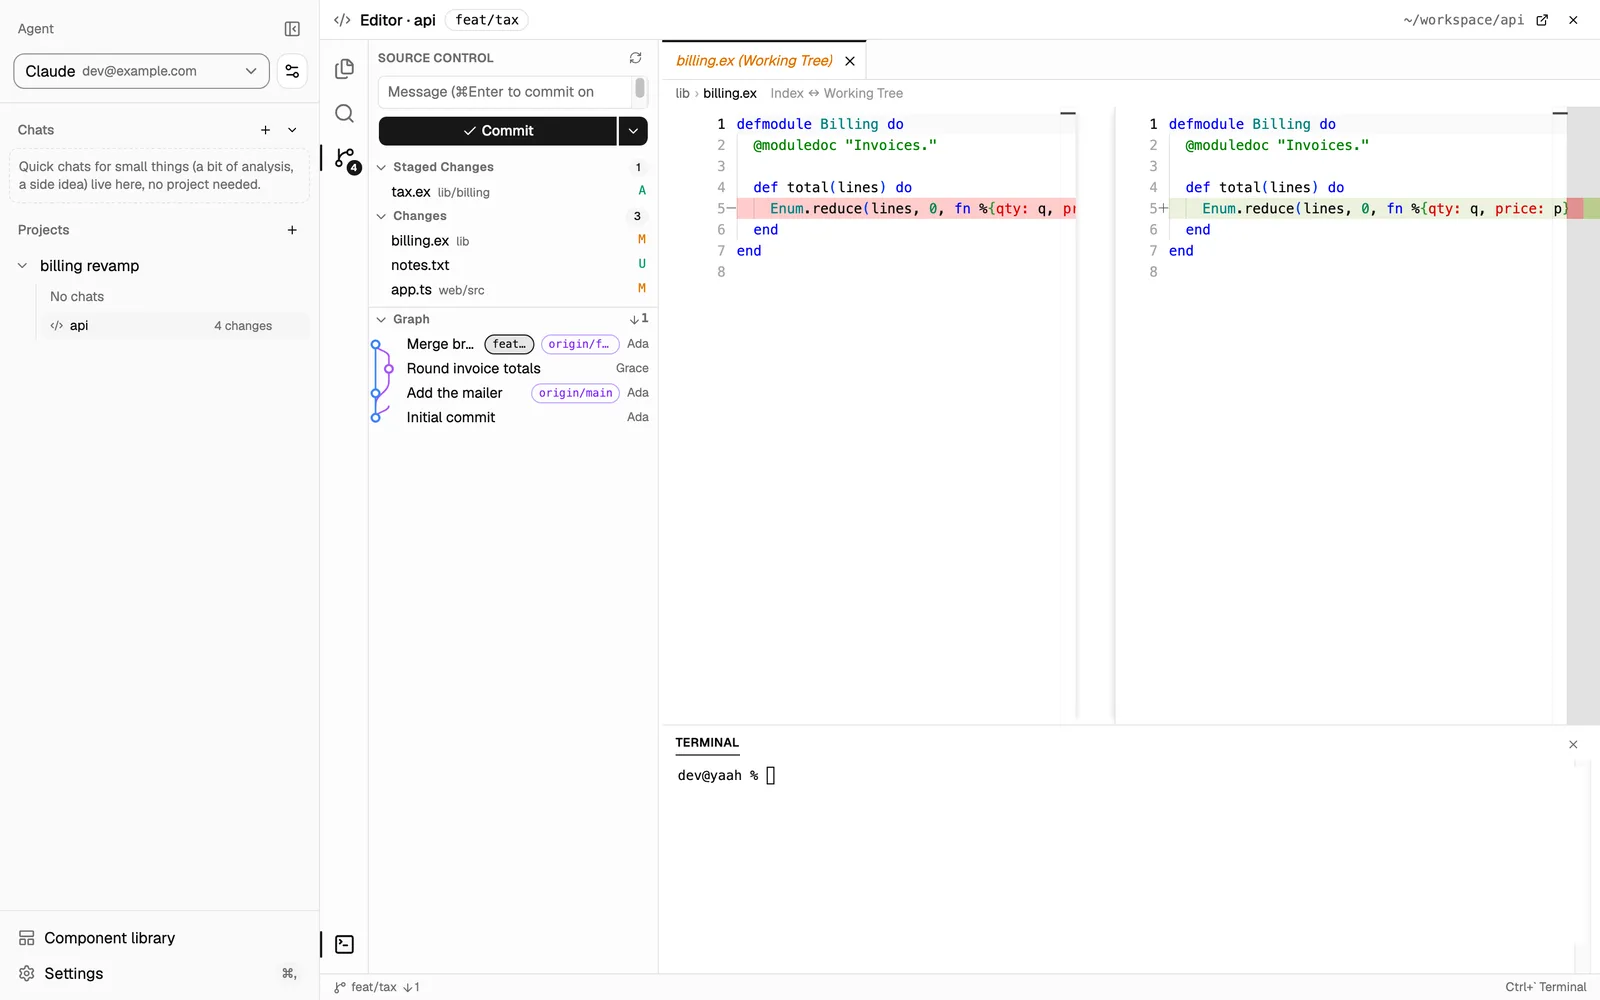 Agent
Claude dev@example.com
Chats
Quick chats for small things (a bit of analysis,
a side idea) live here, no project needed.
Projects
billing revamp
No chats
api 4 changes
Component library
Settings ⌘,
Editor · api feat/tax
~/workspace/api
4
SOURCE CONTROL
Message (⌘Enter to commit on
Commit
Staged Changes 1
tax.ex lib/billing A
Changes 3
billing.ex lib M
notes.txt U
app.ts web/src M
Graph ↓1
Merge br... feat... origin/f... Ada
Round invoice totals Grace
Add the mailer origin/main Ada
Initial commit Ada
billing.ex (Working Tree)
lib › billing.ex Index ↔ Working Tree
1 defmodule Billing do
2 @moduledoc "Invoices."
3
4 def total(lines) do
5− Enum.reduce(lines, 0, fn %{qty: q, pr
6 end
7 end
8
1 defmodule Billing do
2 @moduledoc "Invoices."
3
4 def total(lines) do
5+ Enum.reduce(lines, 0, fn %{qty: q, price: p}
6 end
7 end
8
TERMINAL
dev@yaah %
feat/tax ↓1
Ctrl+` Terminal